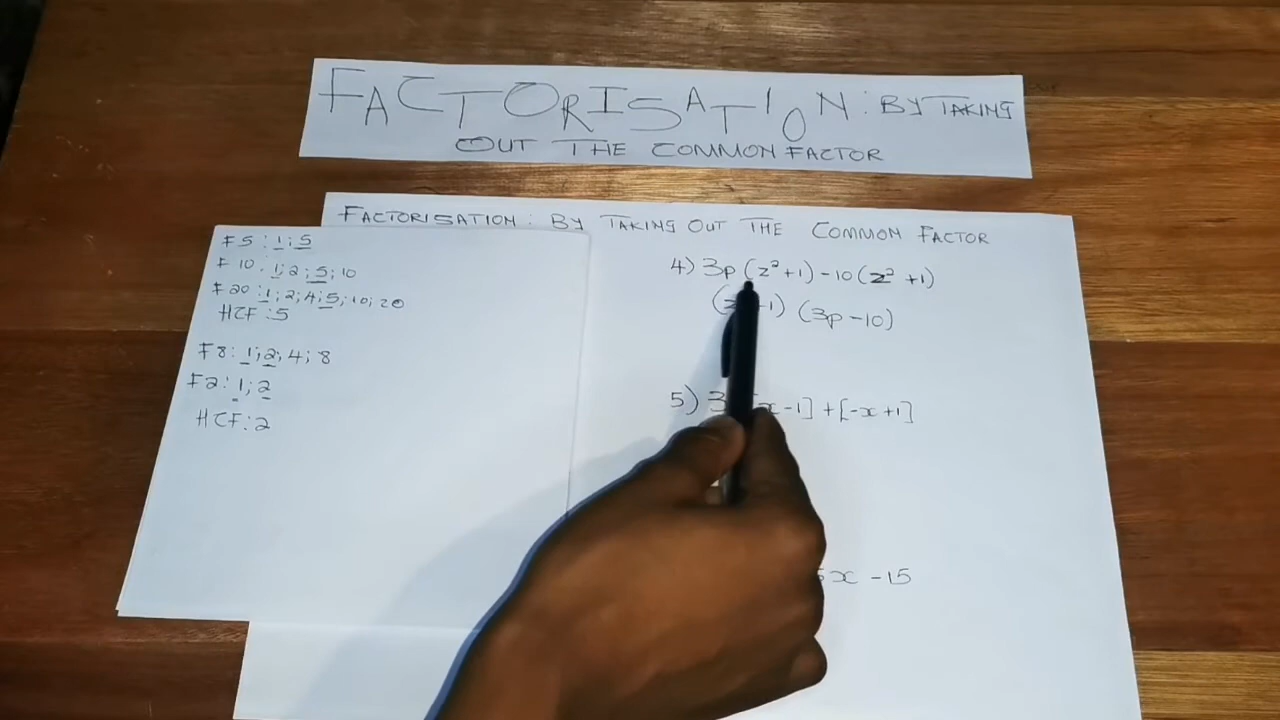 FACTORISATION: BY TAKING
OUT THE COMMON FACTOR
FACTORISATION: BY TAKING OUT THE COMMON FACTOR
F5 : 1; 5
F10 : 1; 2; 5; 10
F20 : 1; 2; 4; 5; 10; 20
HCF : 5
F8 : 1; 2; 4; 8
F2 : 1; 2
HCF : 2
4) 3p(z²+1) - 10(z²+1)
(3p - 10)
5) 3 x - 1] + [-x + 1]
x - 15